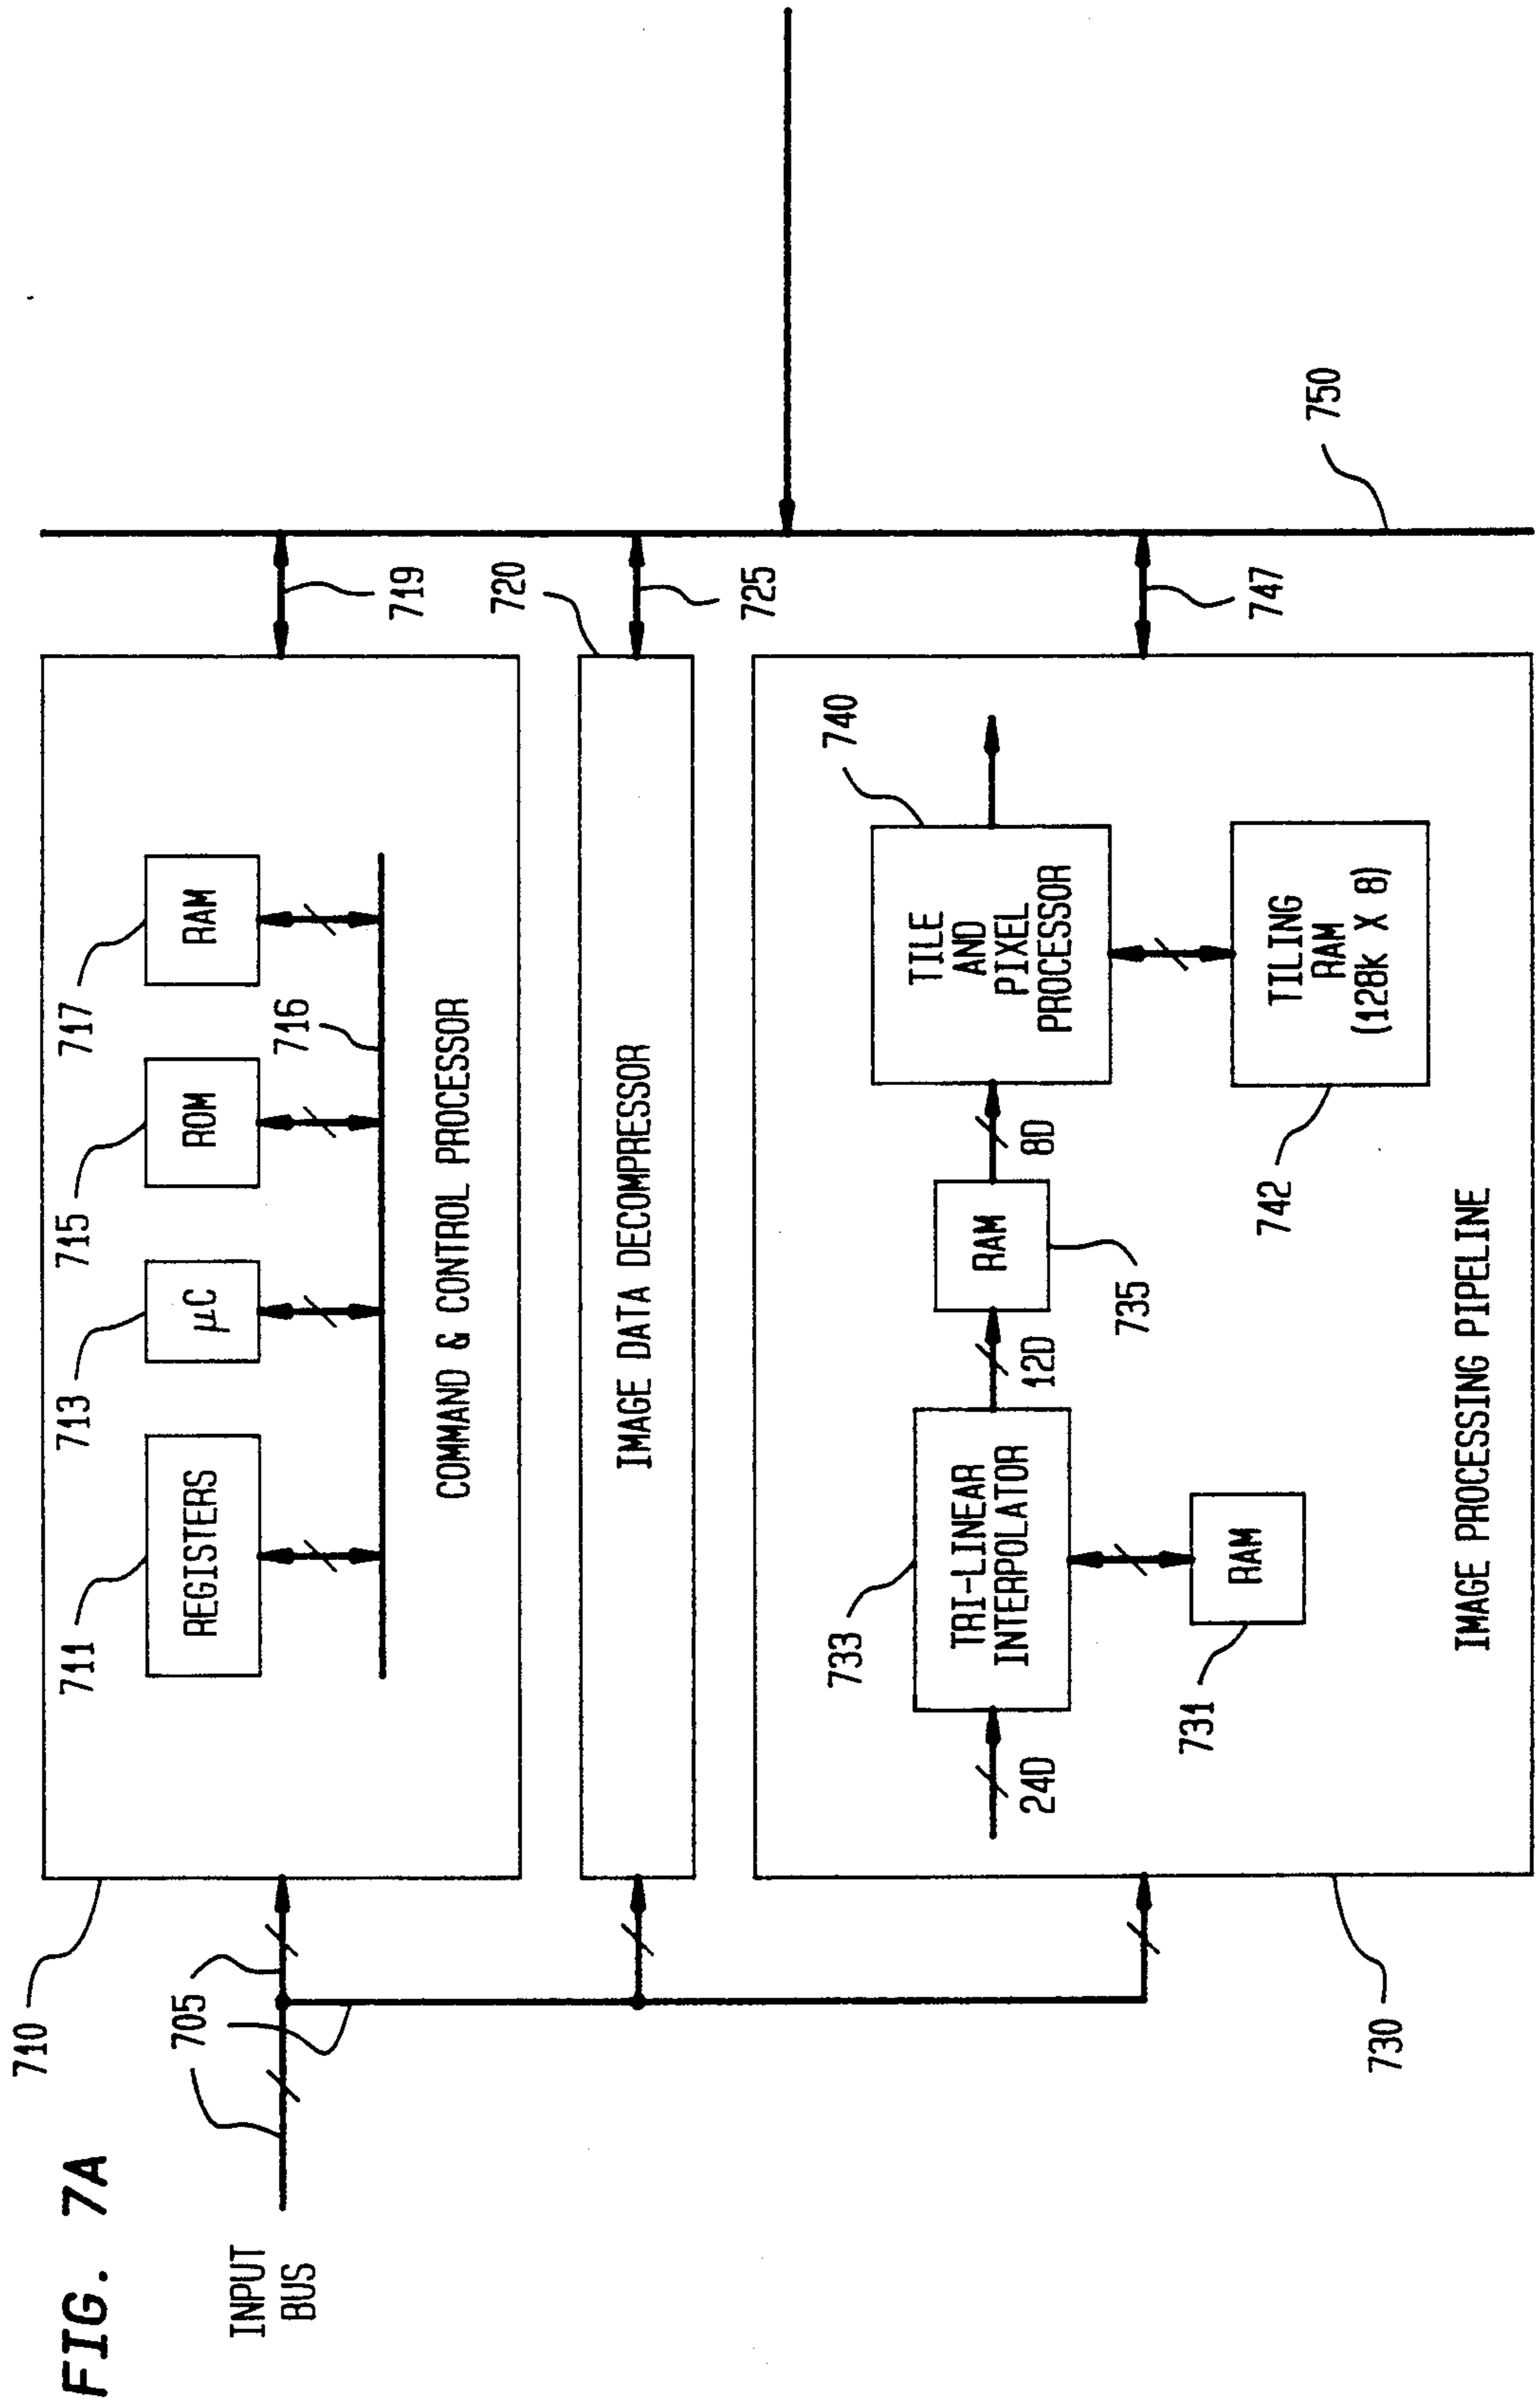 FIG. 7A
INPUT
BUS
705
710
711
REGISTERS
713
µC
715
ROM
717
RAM
716
COMMAND & CONTROL PROCESSOR
719
720
IMAGE DATA DECOMPRESSOR
725
24D
733
TRI-LINEAR
INTERPOLATOR
731
RAM
12D
RAM
735
8D
740
TILE
AND
PIXEL
PROCESSOR
TILING
RAM
(128K X 8)
742
747
IMAGE PROCESSING PIPELINE
730
750